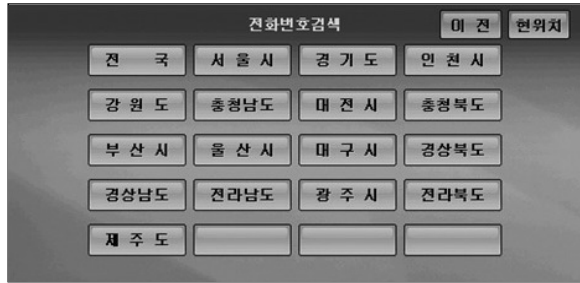 전화번호검색 이 전 현위치
전 국 서 울 시 경 기 도 인 천 시
강 원 도 충청남도 대 전 시 충청북도
부 산 시 울 산 시 대 구 시 경상북도
경상남도 전라남도 광 주 시 전라북도
제 주 도